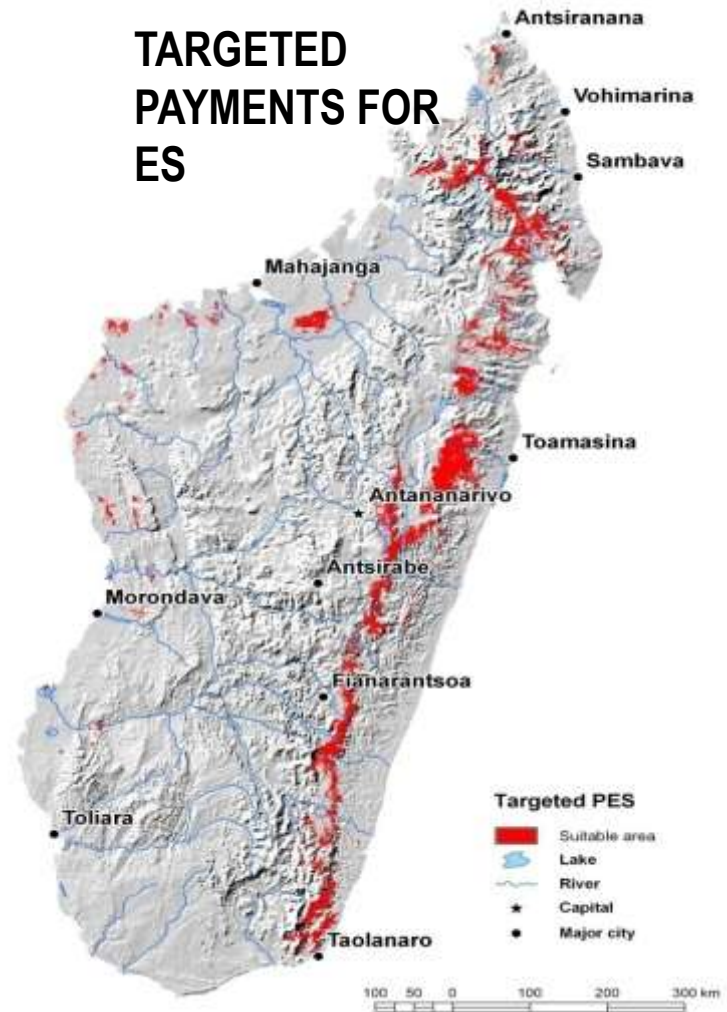 TARGETED
PAYMENTS FOR
ES
Antsiranana
Vohimarina
Sambava
Mahajanga
Toamasina
Antananarivo
Antsirabe
Morondava
Fianarantsoa
Toliara
Taolanaro
Targeted PES
Suitable area
Lake
River
Capital
Major city
100 50 0 100 200 300 km